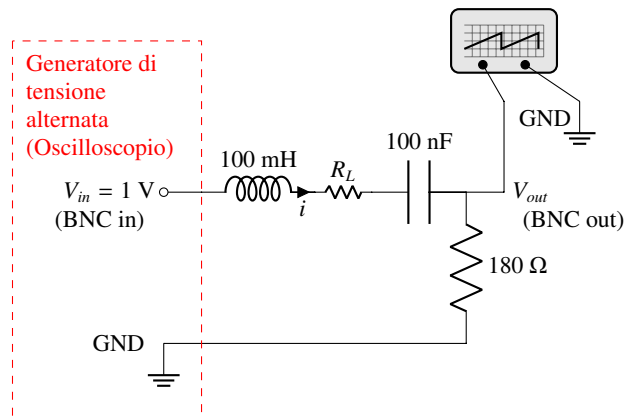 Generatore di
tensione
alternata
(Oscilloscopio)
GND
100 nF
100 mH
R_L
V_in = 1 V
(BNC in)
i
V_out
(BNC out)
180 Ω
GND